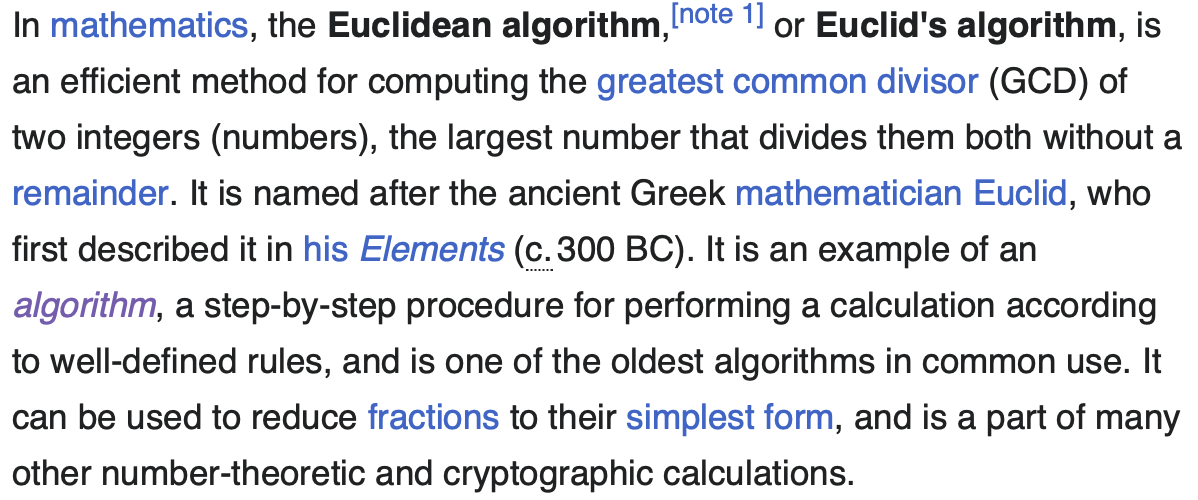 In mathematics, the Euclidean algorithm,[note 1] or Euclid's algorithm, is
an efficient method for computing the greatest common divisor (GCD) of
two integers (numbers), the largest number that divides them both without a
remainder. It is named after the ancient Greek mathematician Euclid, who
first described it in his Elements (c. 300 BC). It is an example of an
algorithm, a step-by-step procedure for performing a calculation according
to well-defined rules, and is one of the oldest algorithms in common use. It
can be used to reduce fractions to their simplest form, and is a part of many
other number-theoretic and cryptographic calculations.